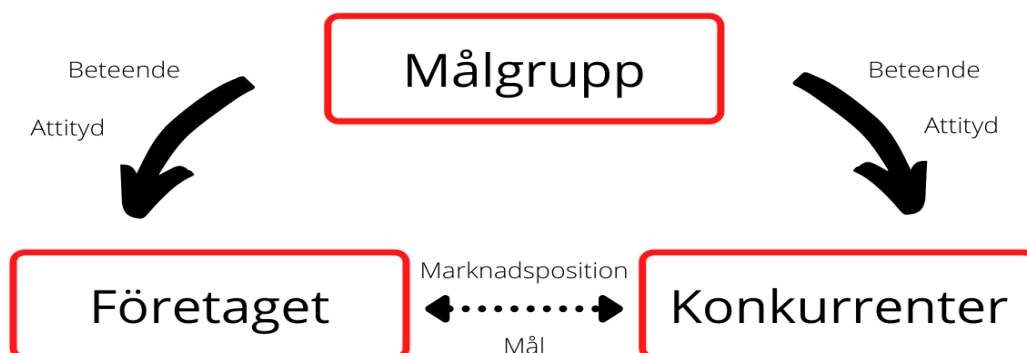 Målgrupp
Beteende
Attityd
Beteende
Attityd
Företaget
Marknadsposition
Mål
Konkurrenter